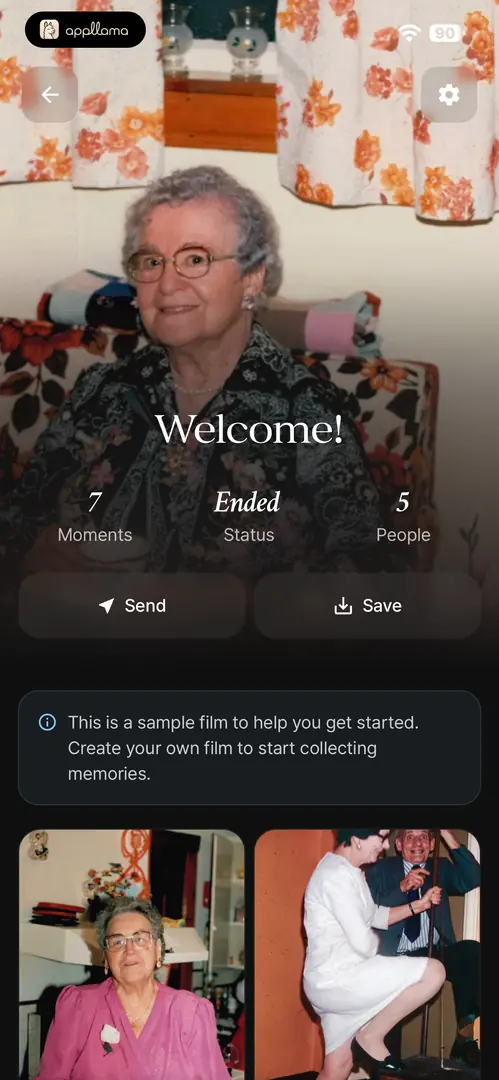 appllama
90
Welcome!
7
Ended
5
Moments
Status
People
Send
Save
This is a sample film to help you get started.
Create your own film to start collecting
memories.